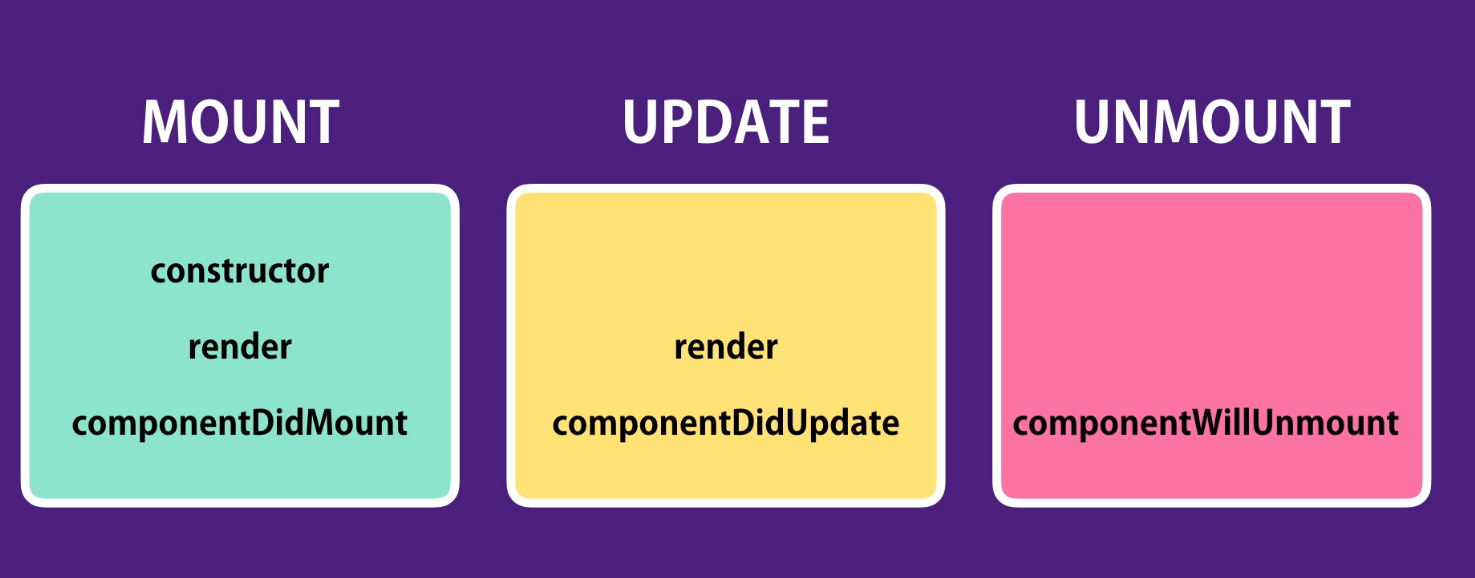 MOUNT
constructor
render
componentDidMount
UPDATE
render
componentDidUpdate
UNMOUNT
componentWillUnmount